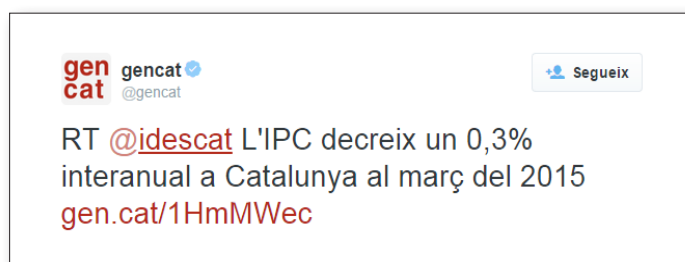 gen
cat
gencat
@gencat
Segueix
RT @idescat L'IPC decreix un 0,3%
interanual a Catalunya al març del 2015
gen.cat/1HmMWec